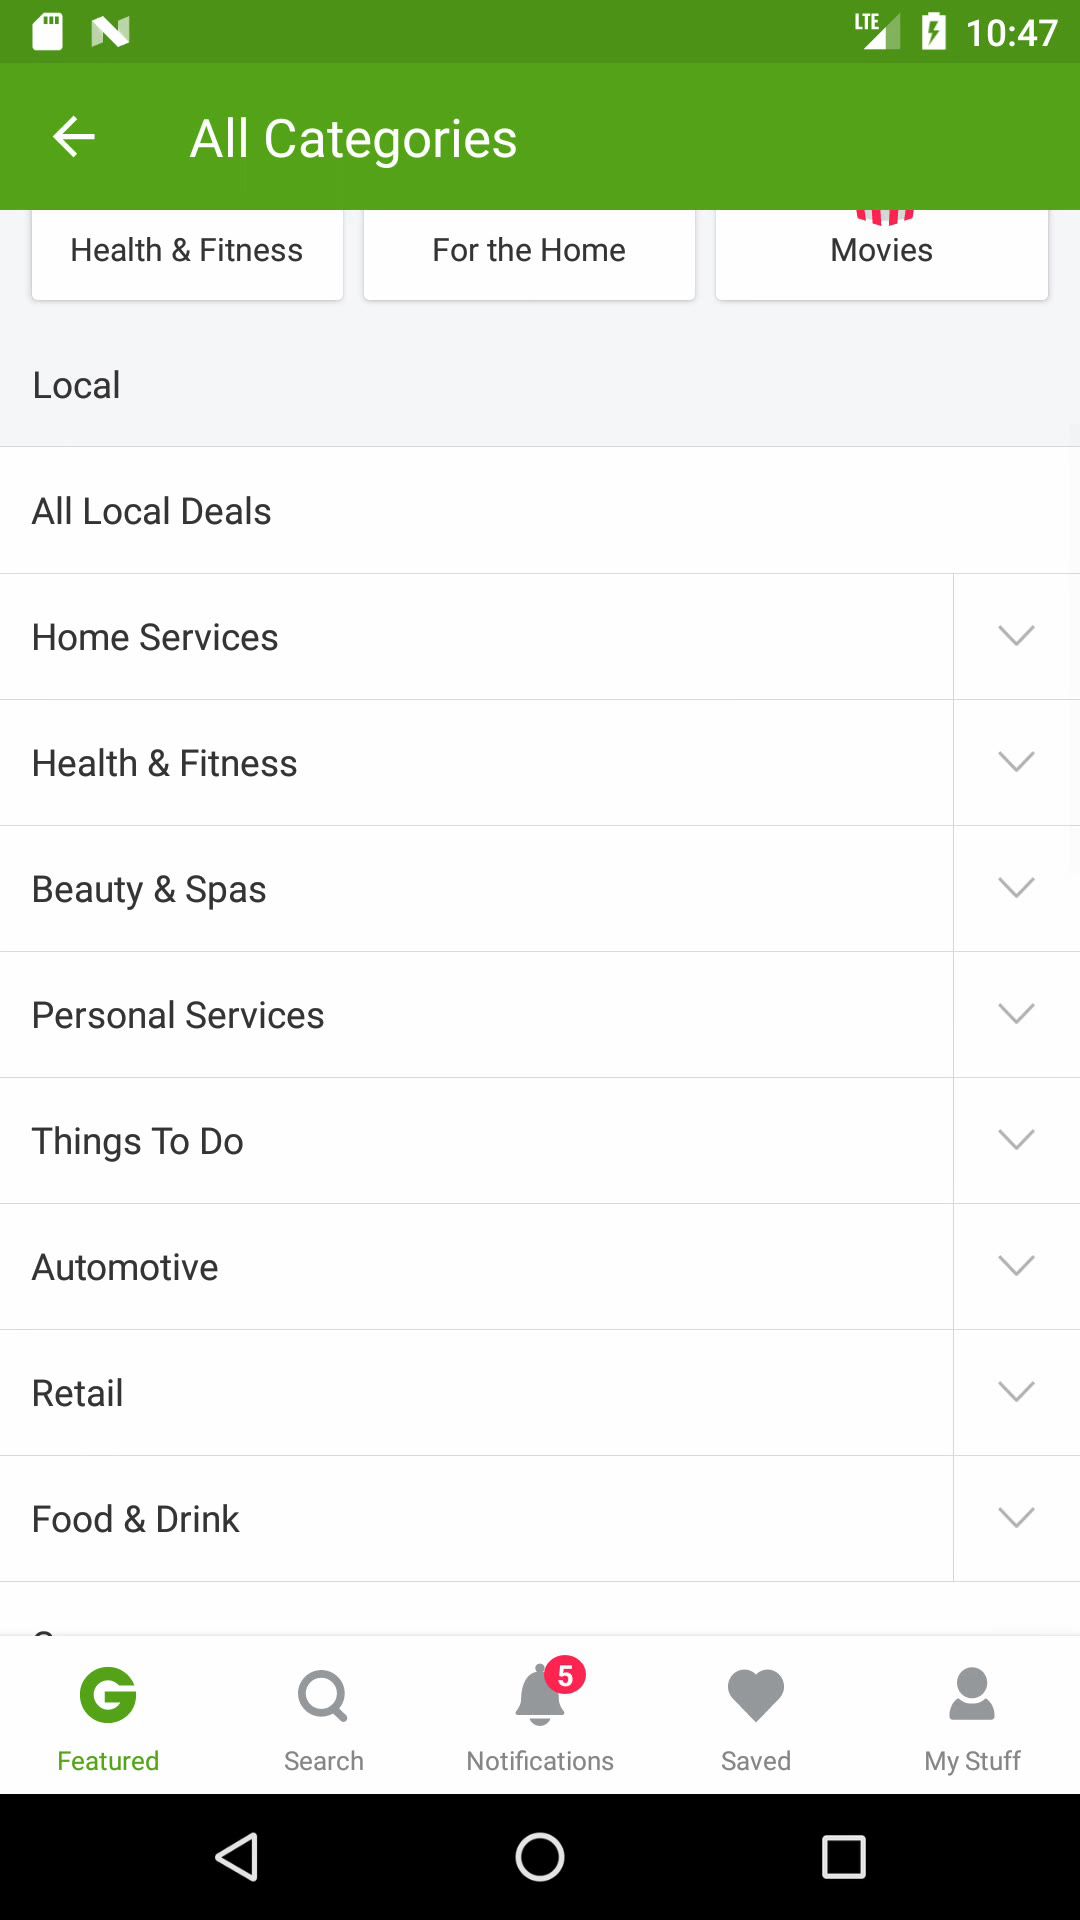 LTE 10:47
All Categories
Health & Fitness For the Home Movies
Local
All Local Deals
Home Services
Health & Fitness
Beauty & Spas
Personal Services
Things To Do
Automotive
Retail
Food & Drink
5
Featured Search Notifications Saved My Stuff